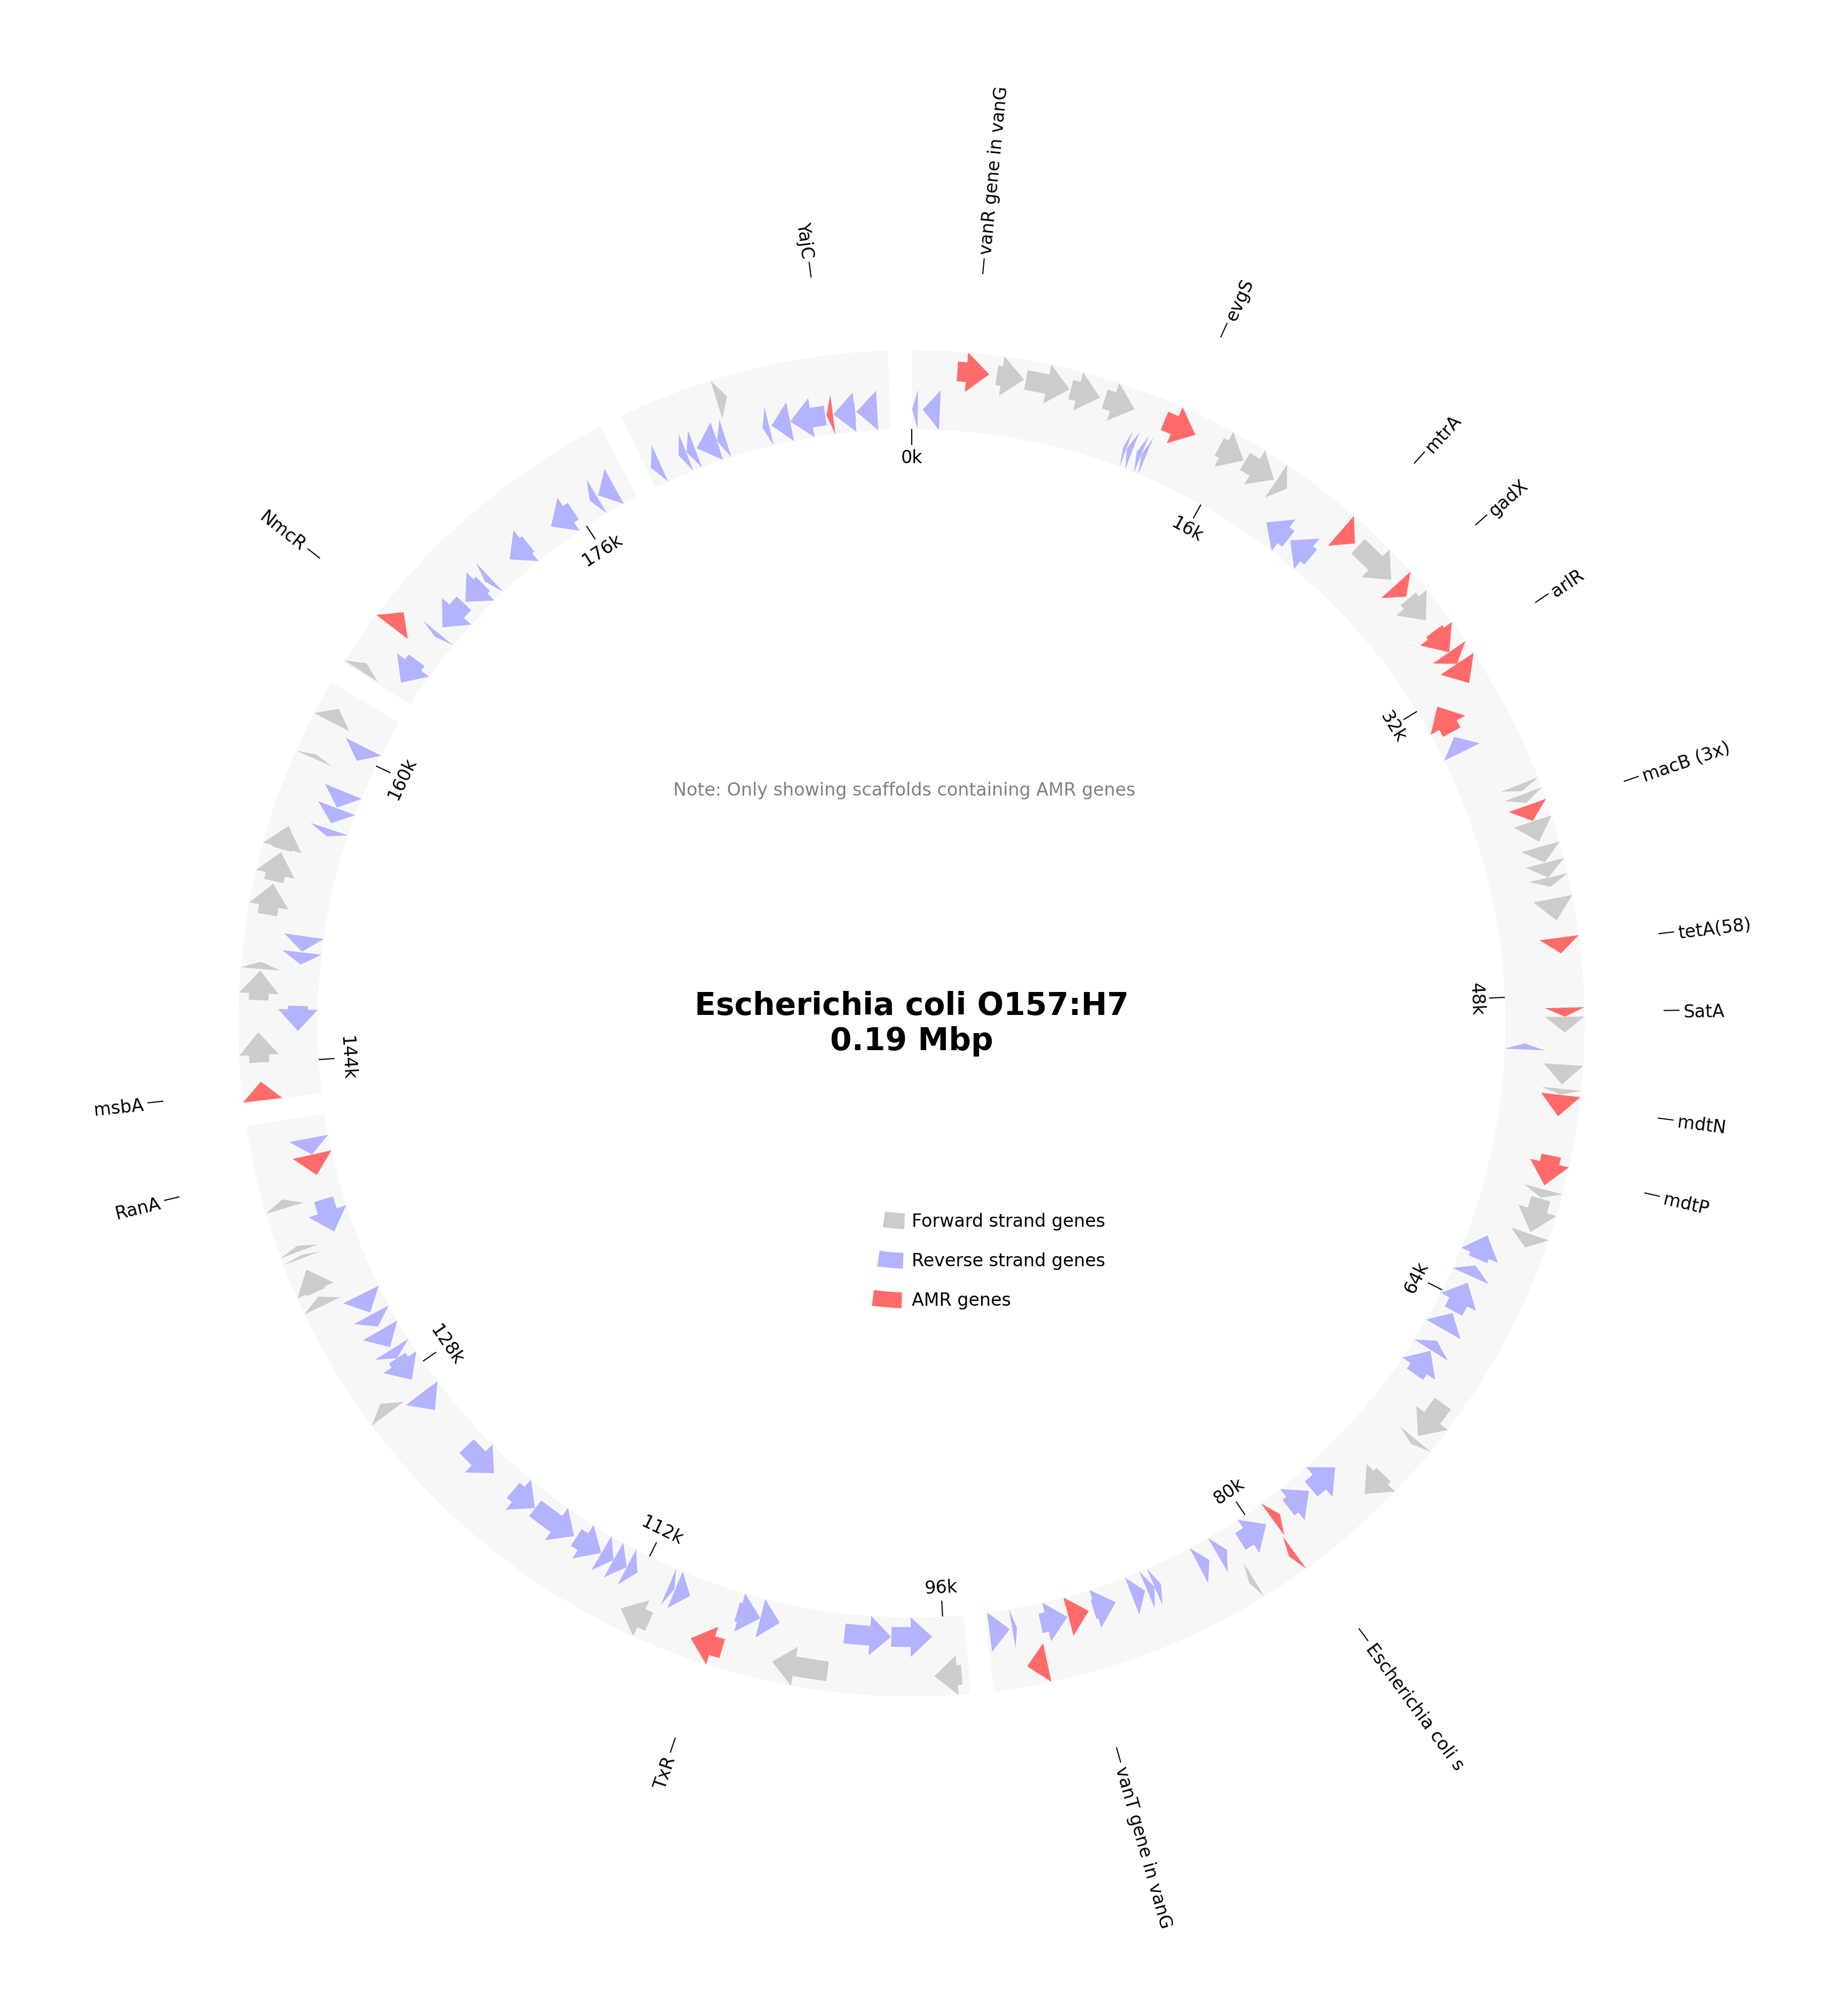 vanR gene in vanG
YajC
evgS
mtrA
gadX
arlR
NmcR
macB (3x)
tetA(58)
SatA
mdtN
mdtP
msbA
RanA
TxR
Escherichia coli s
vanT gene in vanG
0k
16k
32k
48k
64k
80k
96k
112k
128k
144k
160k
176k
Note: Only showing scaffolds containing AMR genes
Escherichia coli O157:H7
0.19 Mbp
Forward strand genes
Reverse strand genes
AMR genes